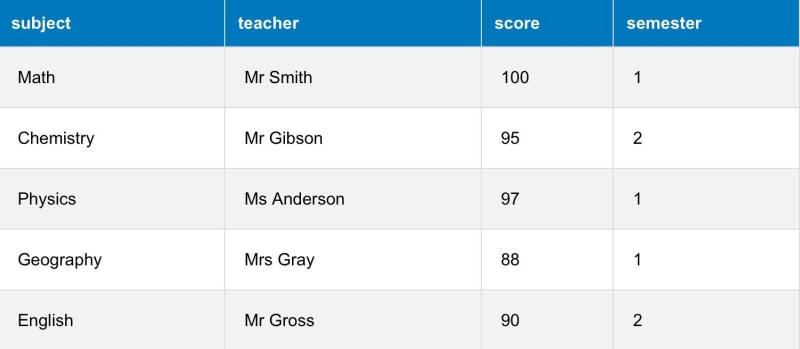 subject teacher score semester
Math Mr Smith 100 1
Chemistry Mr Gibson 95 2
Physics Ms Anderson 97 1
Geography Mrs Gray 88 1
English Mr Gross 90 2